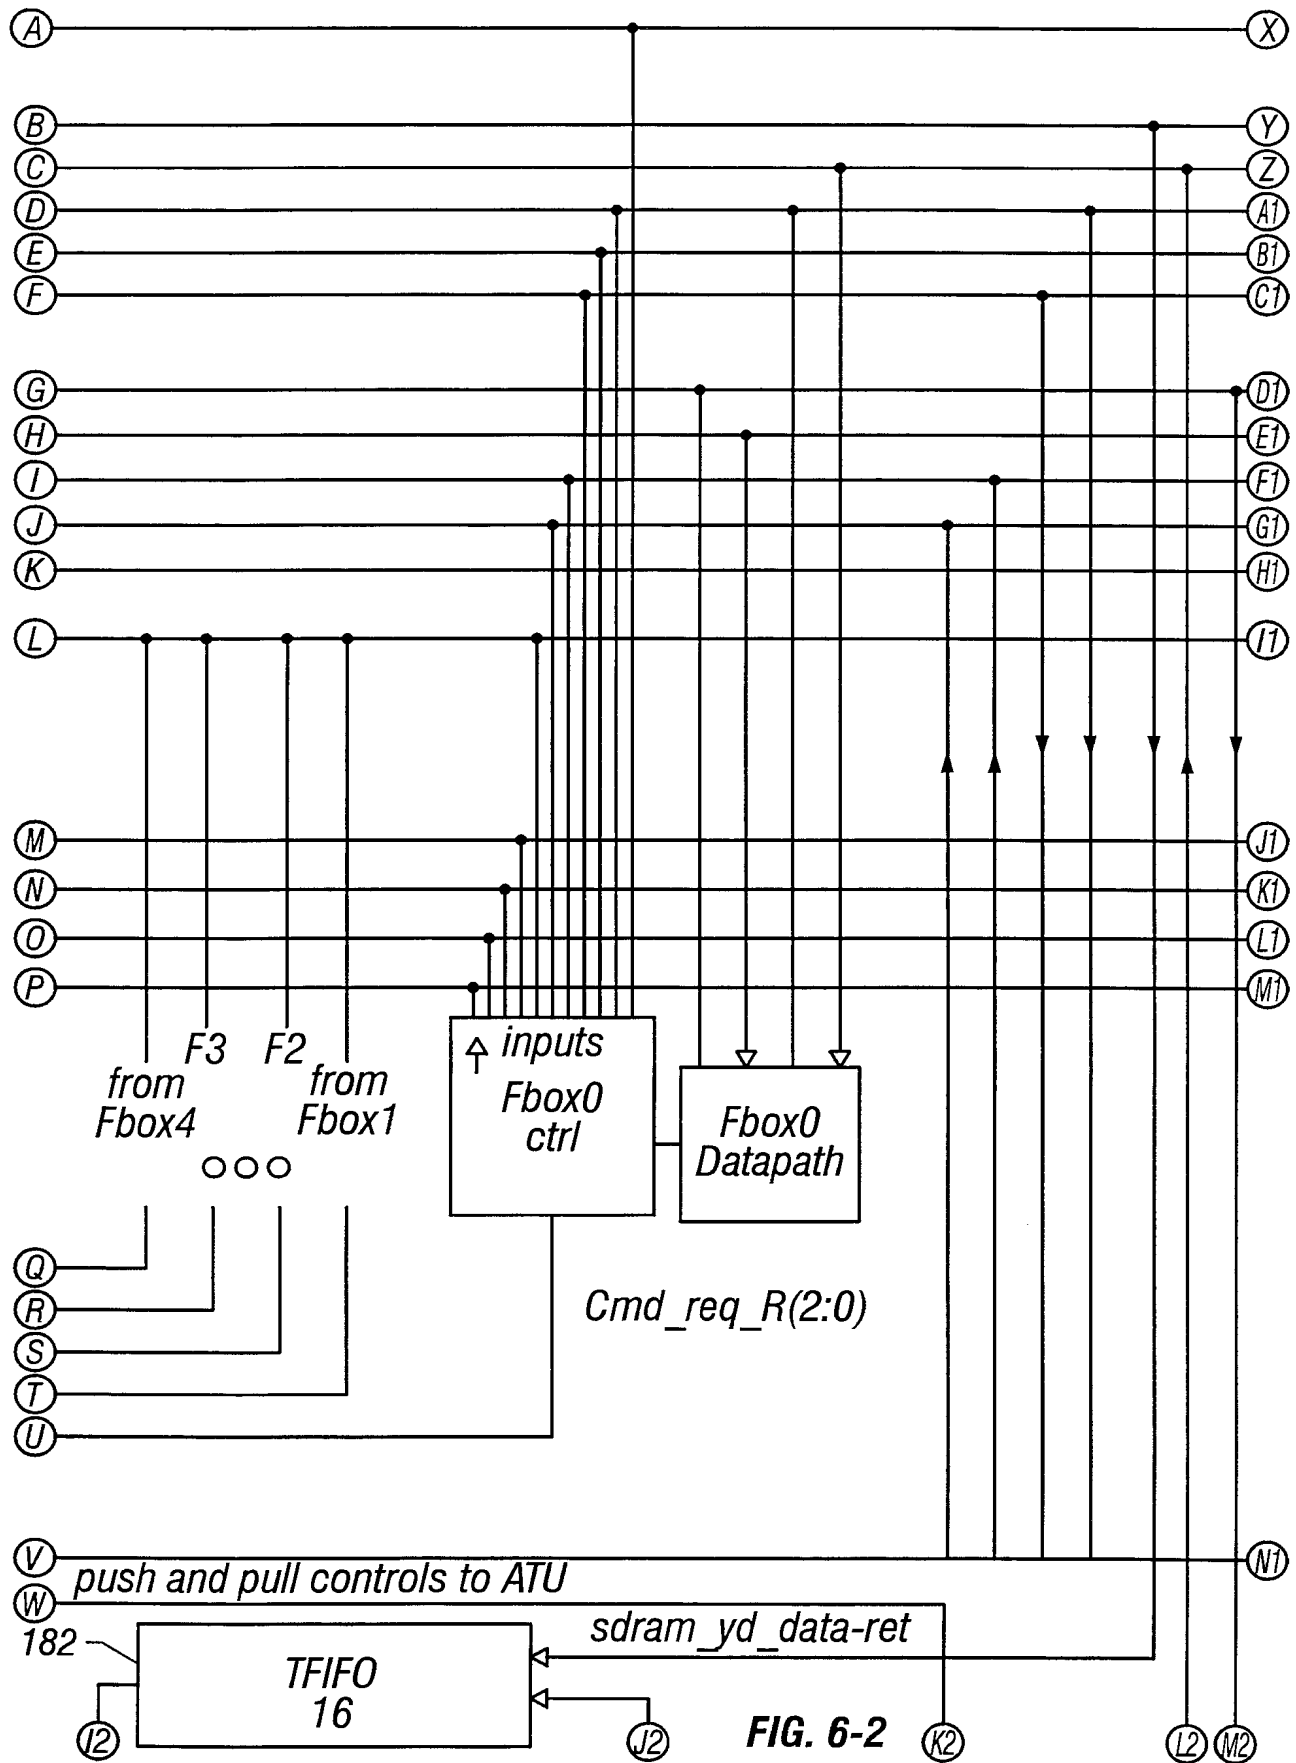 A X
B Y
C Z
D A1
E B1
F C1
G D1
H E1
I F1
J G1
K H1
L I1
M J1
N K1
O L1
P M1
F3 F2
from
Fbox4
from
Fbox1
inputs
Fbox0
ctrl
Fbox0
Datapath
Q
R
S
T
U
Cmd_req_R(2:0)
V N1
push and pull controls to ATU
W
182
sdram_yd_data-ret
TFIFO
16
I2 J2 FIG. 6-2 K2 L2 M2